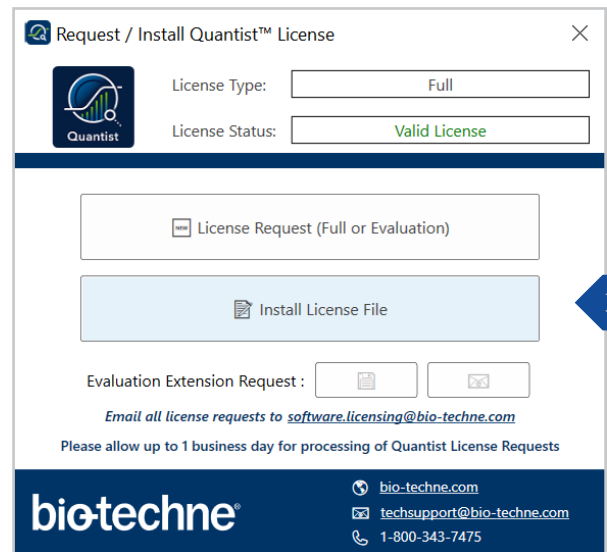 Request / Install Quantist™ License
License Type:
Full
Quantist
License Status:
Valid License
NEW License Request (Full or Evaluation)
Install License File
Evaluation Extension Request :
Email all license requests to software.licensing@bio-techne.com
Please allow up to 1 business day for processing of Quantist License Requests
bio-techne®
bio-techne.com
techsupport@bio-techne.com
1-800-343-7475